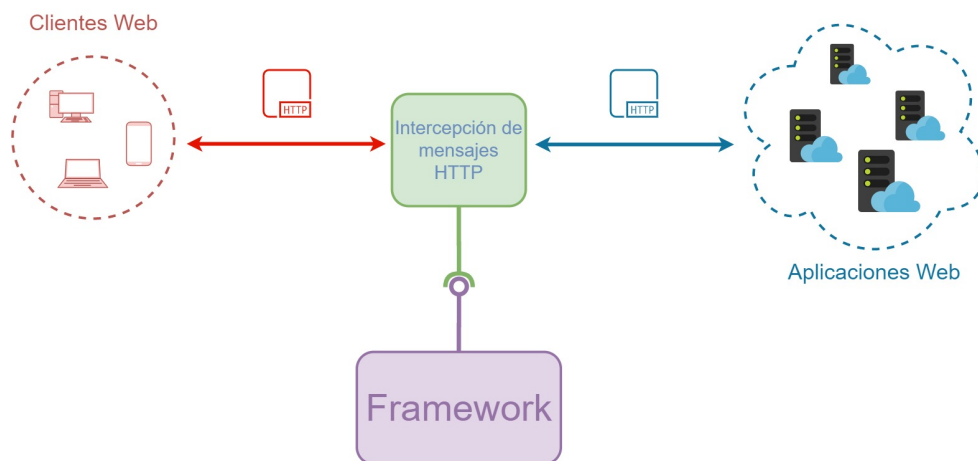 Clientes Web
HTTP
HTTP
Intercepción de
mensajes
HTTP
Aplicaciones Web
Framework